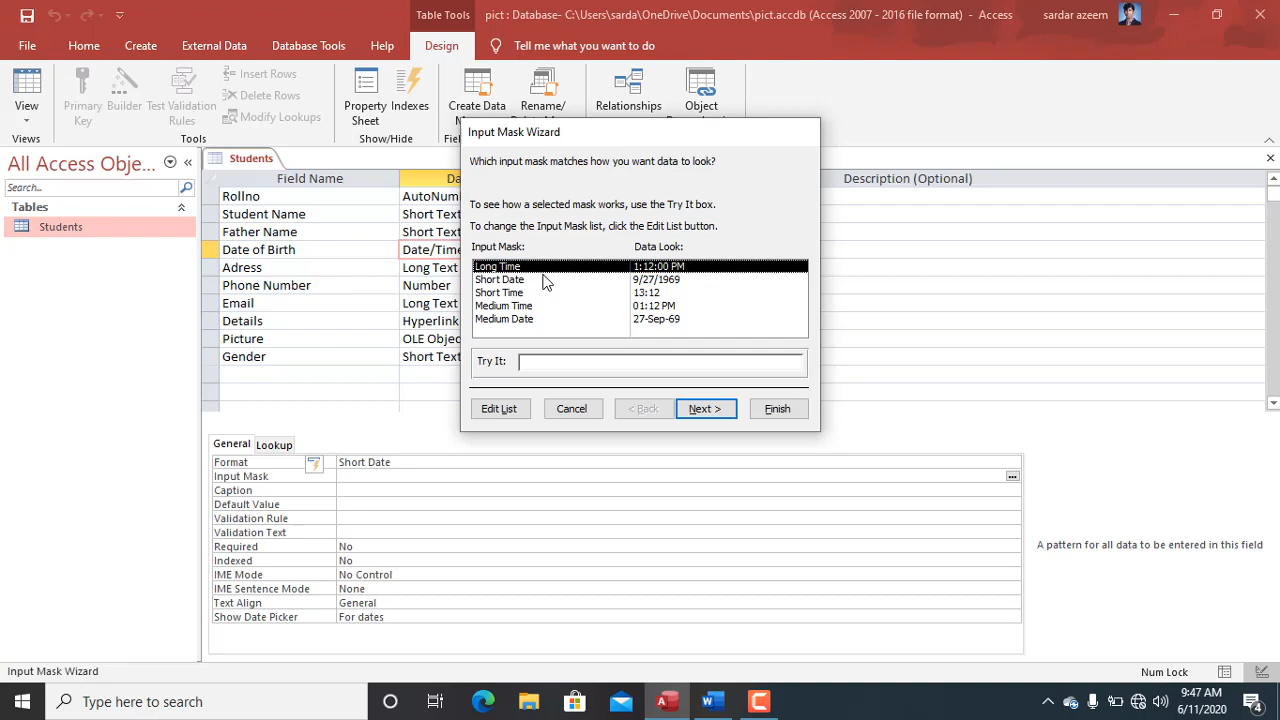 Table Tools
pict : Database- C:\Users\sarda\OneDrive\Documents\pict.accdb (Access 2007 - 2016 file format) - Access
sardar azeem
File Home Create External Data Database Tools Help Design Tell me what you want to do
View
Primary Key
Builder
Test Validation Rules
Insert Rows
Delete Rows
Modify Lookups
Property Sheet
Indexes
Create Data
Rename/
Relationships
Object
Views
Tools
Show/Hide
All Access Obje...
Search...
Tables
Students
Students
Field Name
Da
Description (Optional)
Rollno AutoNum
Student Name Short Text
Father Name Short Text
Date of Birth Date/Time
Adress Long Text
Phone Number Number
Email Long Text
Details Hyperlink
Picture OLE Objec
Gender Short Text
Input Mask Wizard
Which input mask matches how you want data to look?
To see how a selected mask works, use the Try It box.
To change the Input Mask list, click the Edit List button.
Input Mask: Data Look:
Long Time 1:12:00 PM
Short Date 9/27/1969
Short Time 13:12
Medium Time 01:12 PM
Medium Date 27-Sep-69
Try It:
Edit List Cancel < Back Next > Finish
General Lookup
Format Short Date
Input Mask
Caption
Default Value
Validation Rule
Validation Text
Required No
Indexed No
IME Mode No Control
IME Sentence Mode None
Text Align General
Show Date Picker For dates
A pattern for all data to be entered in this field
Input Mask Wizard
Num Lock
Type here to search
9:47 AM
6/11/2020
4